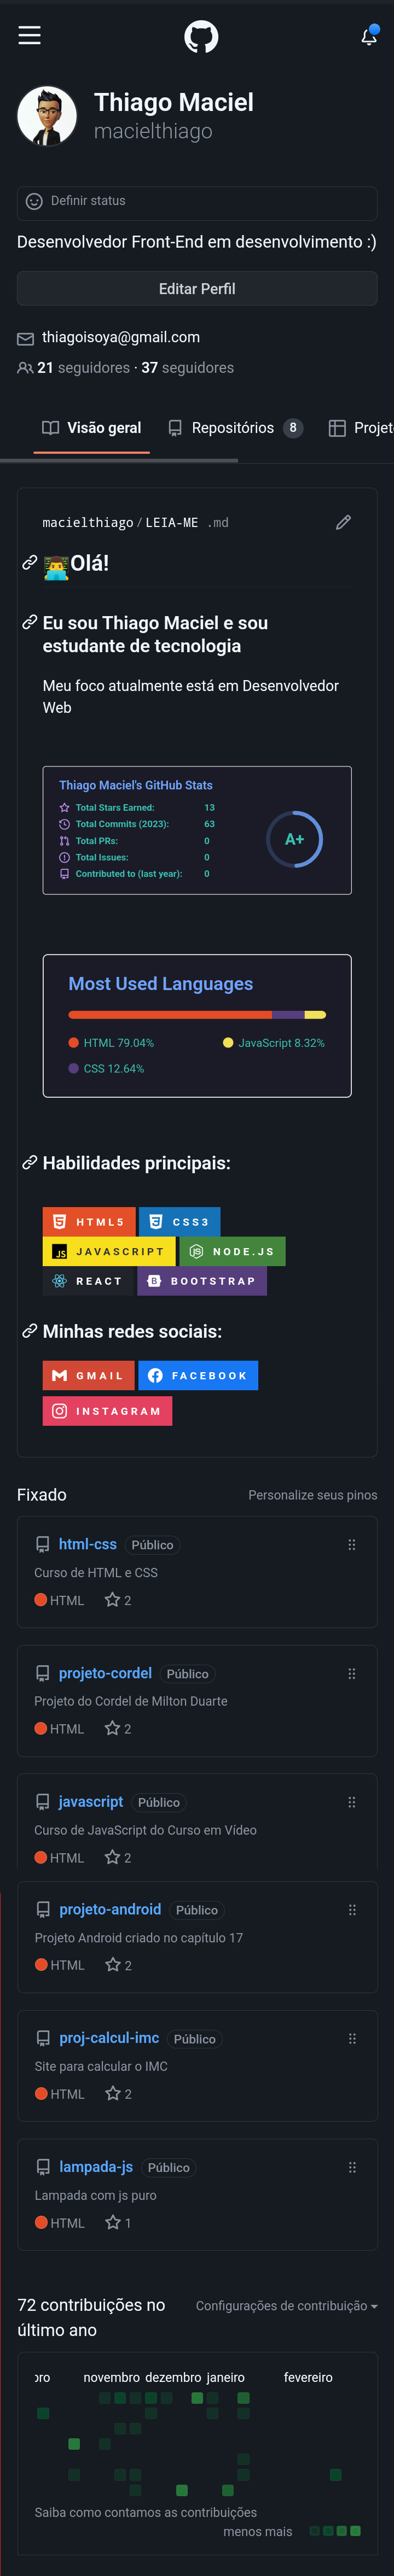 Thiago Maciel
macielthiago
Definir status
Desenvolvedor Front-End em desenvolvimento :)
Editar Perfil
thiagoisoya@gmail.com
21 seguidores · 37 seguidores
Visão geral Repositórios 8 Projet
macielthiago/LEIA-ME .md
Olá!
Eu sou Thiago Maciel e sou
estudante de tecnologia
Meu foco atualmente está em Desenvolvedor
Web
Thiago Maciel's GitHub Stats
Total Stars Earned: 13
Total Commits (2023): 63
Total PRs: 0
Total Issues: 0
Contributed to (last year): 0
A+
Most Used Languages
HTML 79.04% JavaScript 8.32%
CSS 12.64%
Habilidades principais:
HTML5 CSS3
JS JAVASCRIPT NODE.JS
REACT B BOOTSTRAP
Minhas redes sociais:
GMAIL FACEBOOK
INSTAGRAM
Fixado Personalize seus pinos
html-css Público
Curso de HTML e CSS
HTML 2
projeto-cordel Público
Projeto do Cordel de Milton Duarte
HTML 2
javascript Público
Curso de JavaScript do Curso em Vídeo
HTML 2
projeto-android Público
Projeto Android criado no capítulo 17
HTML 2
proj-calcul-imc Público
Site para calcular o IMC
HTML 2
lampada-js Público
Lampada com js puro
HTML 1
72 contribuições no Configurações de contribuição
último ano
bro novembro dezembro janeiro fevereiro
Saiba como contamos as contribuições
menos mais